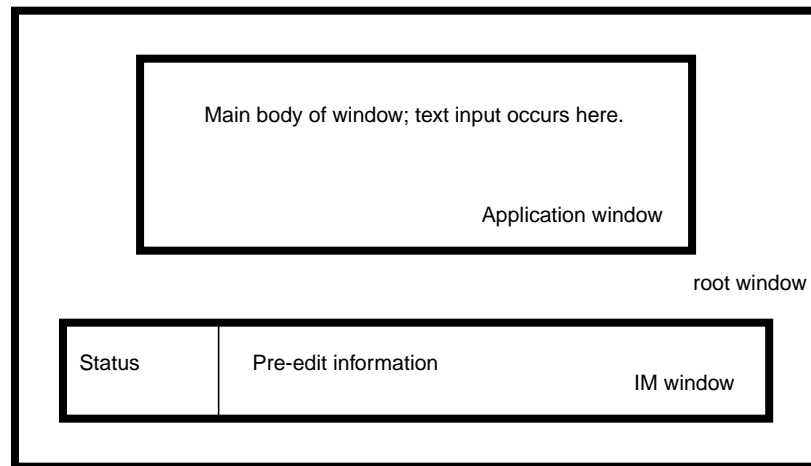 Main body of window; text input occurs here.
Application window
root window
Status
Pre-edit information
IM window